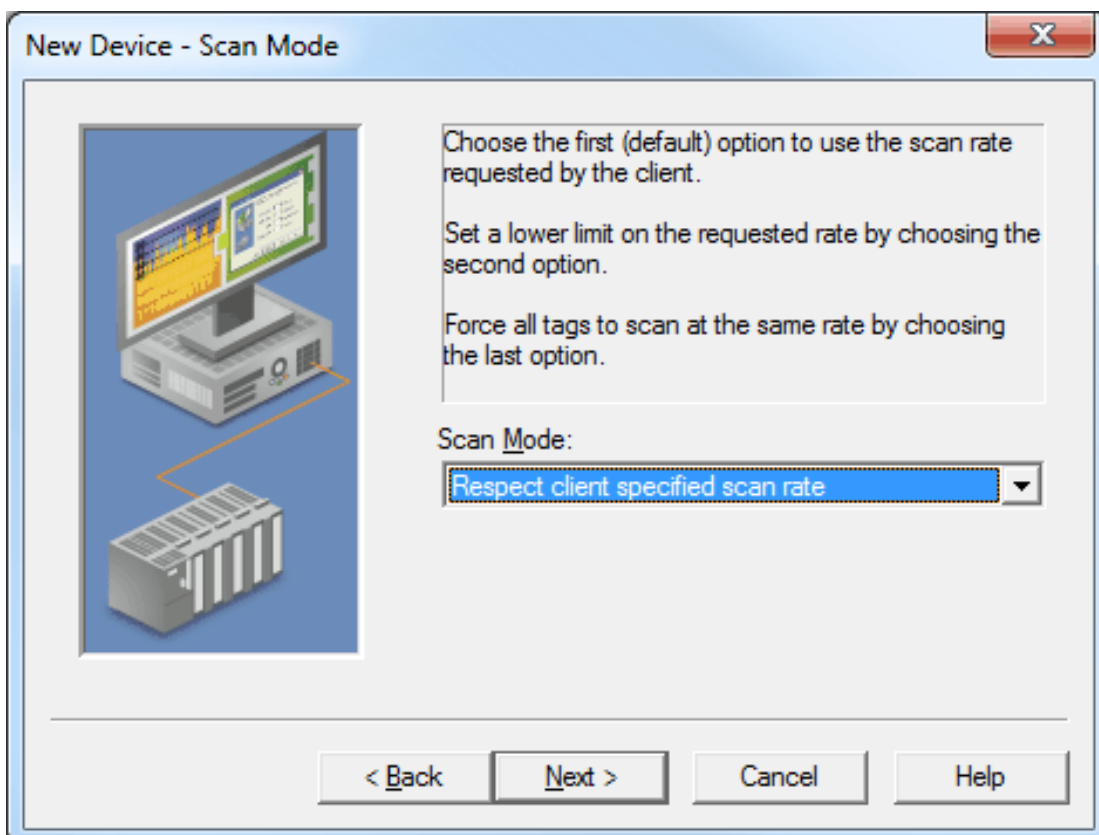 New Device - Scan Mode
Choose the first (default) option to use the scan rate
requested by the client.
Set a lower limit on the requested rate by choosing the
second option.
Force all tags to scan at the same rate by choosing
the last option.
Scan Mode:
Respect client specified scan rate
< Back
Next >
Cancel
Help